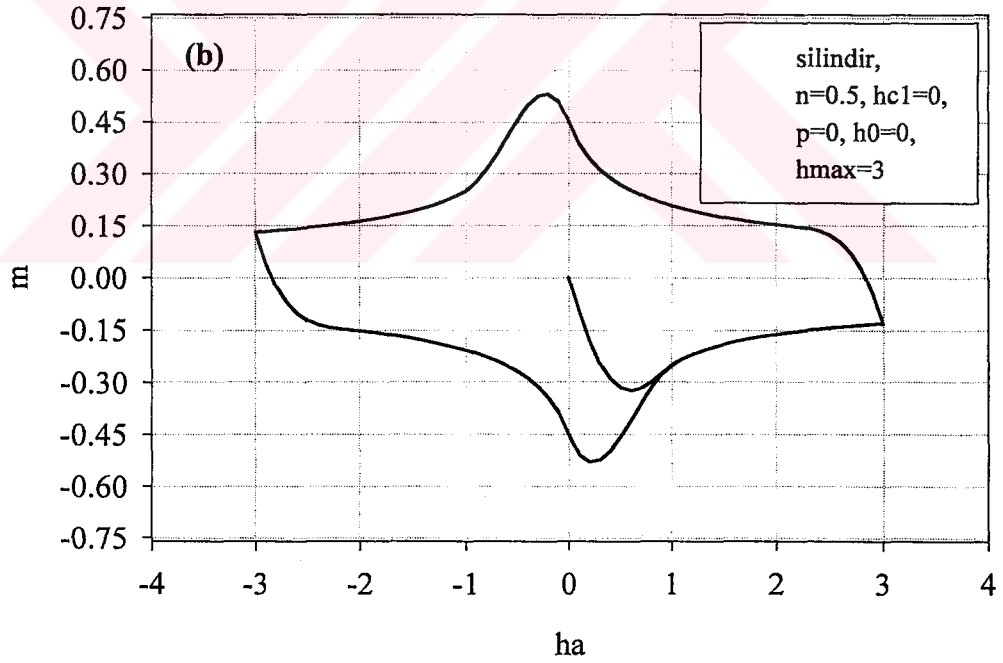 0.75
(b)
silindir,
n=0.5, hc1=0,
p=0, h0=0,
hmax=3
0.60
0.45
0.30
0.15
0.00
-0.15
-0.30
-0.45
-0.60
-0.75
m
-4 -3 -2 -1 0 1 2 3 4
ha